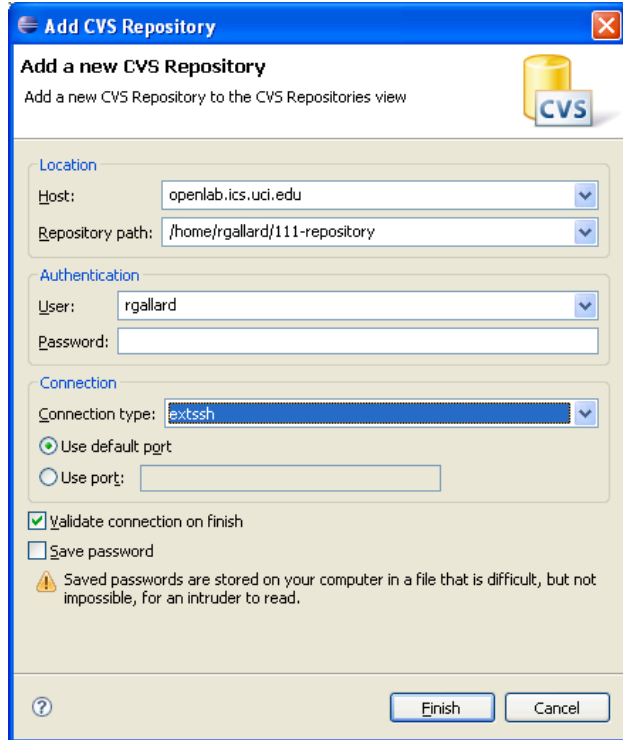 Add CVS Repository
Add a new CVS Repository
Add a new CVS Repository to the CVS Repositories view
CVS
Location
Host: openlab.ics.uci.edu
Repository path: /home/rgallard/111-repository
Authentication
User: rgallard
Password:
Connection
Connection type: extssh
Use default port
Use port:
Validate connection on finish
Save password
Saved passwords are stored on your computer in a file that is difficult, but not
impossible, for an intruder to read.
? Finish Cancel